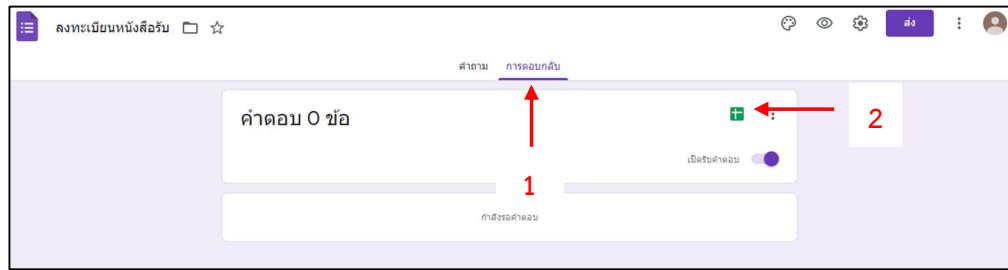 ลงทะเบียนหนังสือรับ
ส่ง
คำถาม การตอบกลับ
คำตอบ 0 ข้อ
2
เปิดรับคำตอบ
1
กำลังรอคำตอบ